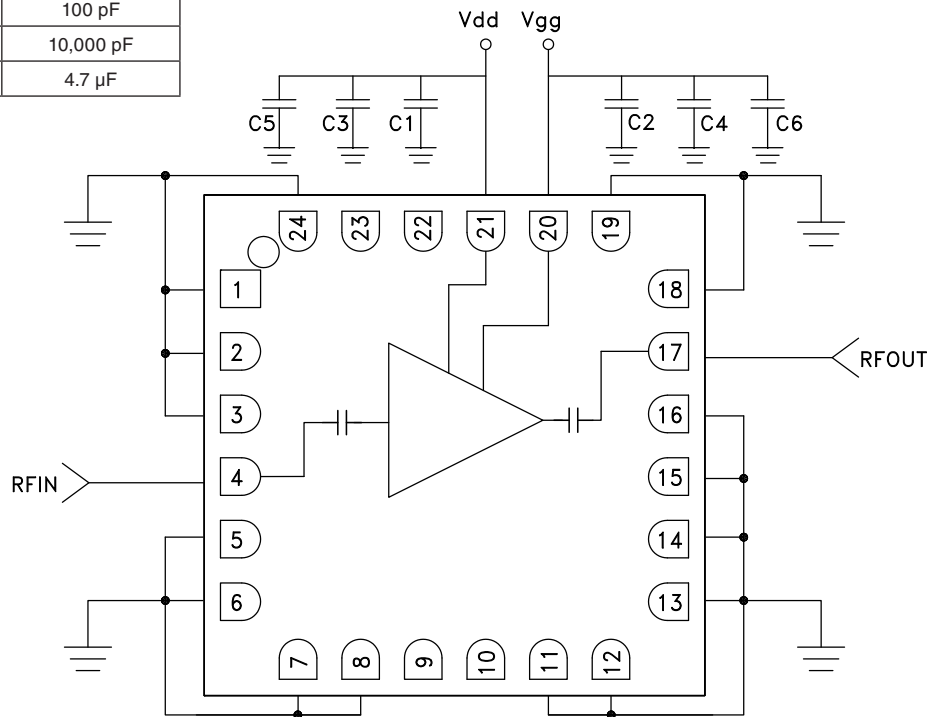 100 pF
10,000 pF
4.7 µF
Vdd Vgg
C5 C3 C1 C2 C4 C6
24 23 22 21 20 19
1 18
2 17
RFOUT
3 16
4 15
RFIN
5 14
6 13
7 8 9 10 11 12